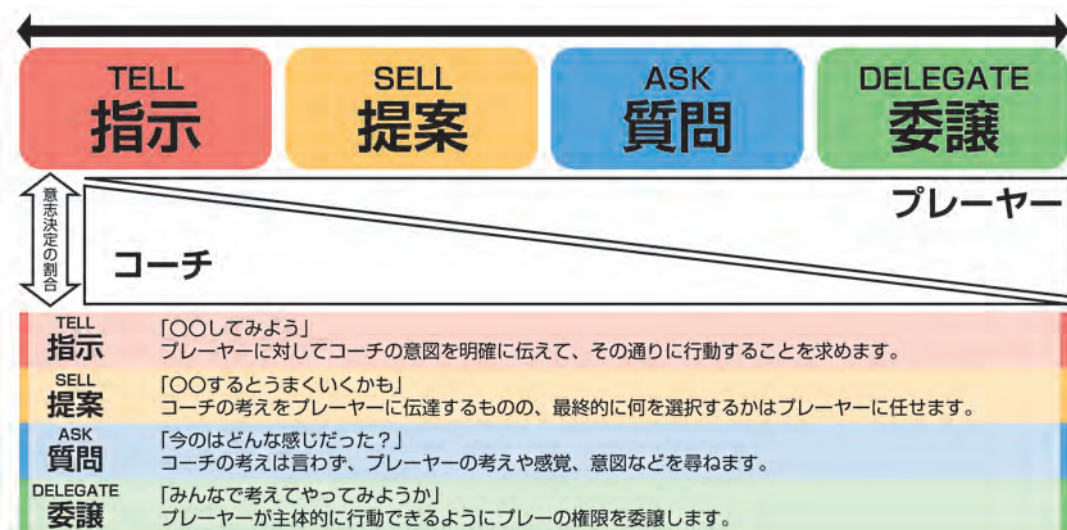 TELL
指示
SELL
提案
ASK
質問
DELEGATE
委譲
意志決定の割合
プレーヤー
コーチ
TELL
指示
「〇〇してみよう」
プレーヤーに対してコーチの意図を明確に伝えて、その通りに行動することを求めます。
SELL
提案
「〇〇するとうまくいくかも」
コーチの考えをプレーヤーに伝達するものの、最終的に何を選択するかはプレーヤーに任せます。
ASK
質問
「今のはどんな感じだった？」
コーチの考えは言わず、プレーヤーの考えや感覚、意図などを尋ねます。
DELEGATE
委譲
「みんなで考えてやってみようか」
プレーヤーが主体的に行動できるようにプレーの権限を委譲します。